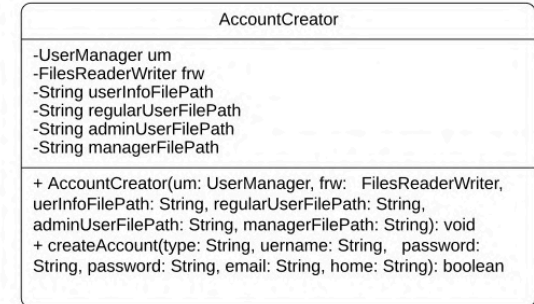 AccountCreator
-UserManager um
-FilesReaderWriter frw
-String userInfoFilePath
-String regularUserFilePath
-String adminUserFilePath
-String managerFilePath
+ AccountCreator(um: UserManager, frw: FilesReaderWriter,
uerInfoFilePath: String, regularUserFilePath: String,
adminUserFilePath: String, managerFilePath: String): void
+ createAccount(type: String, uername: String, password:
String, password: String, email: String, home: String): boolean